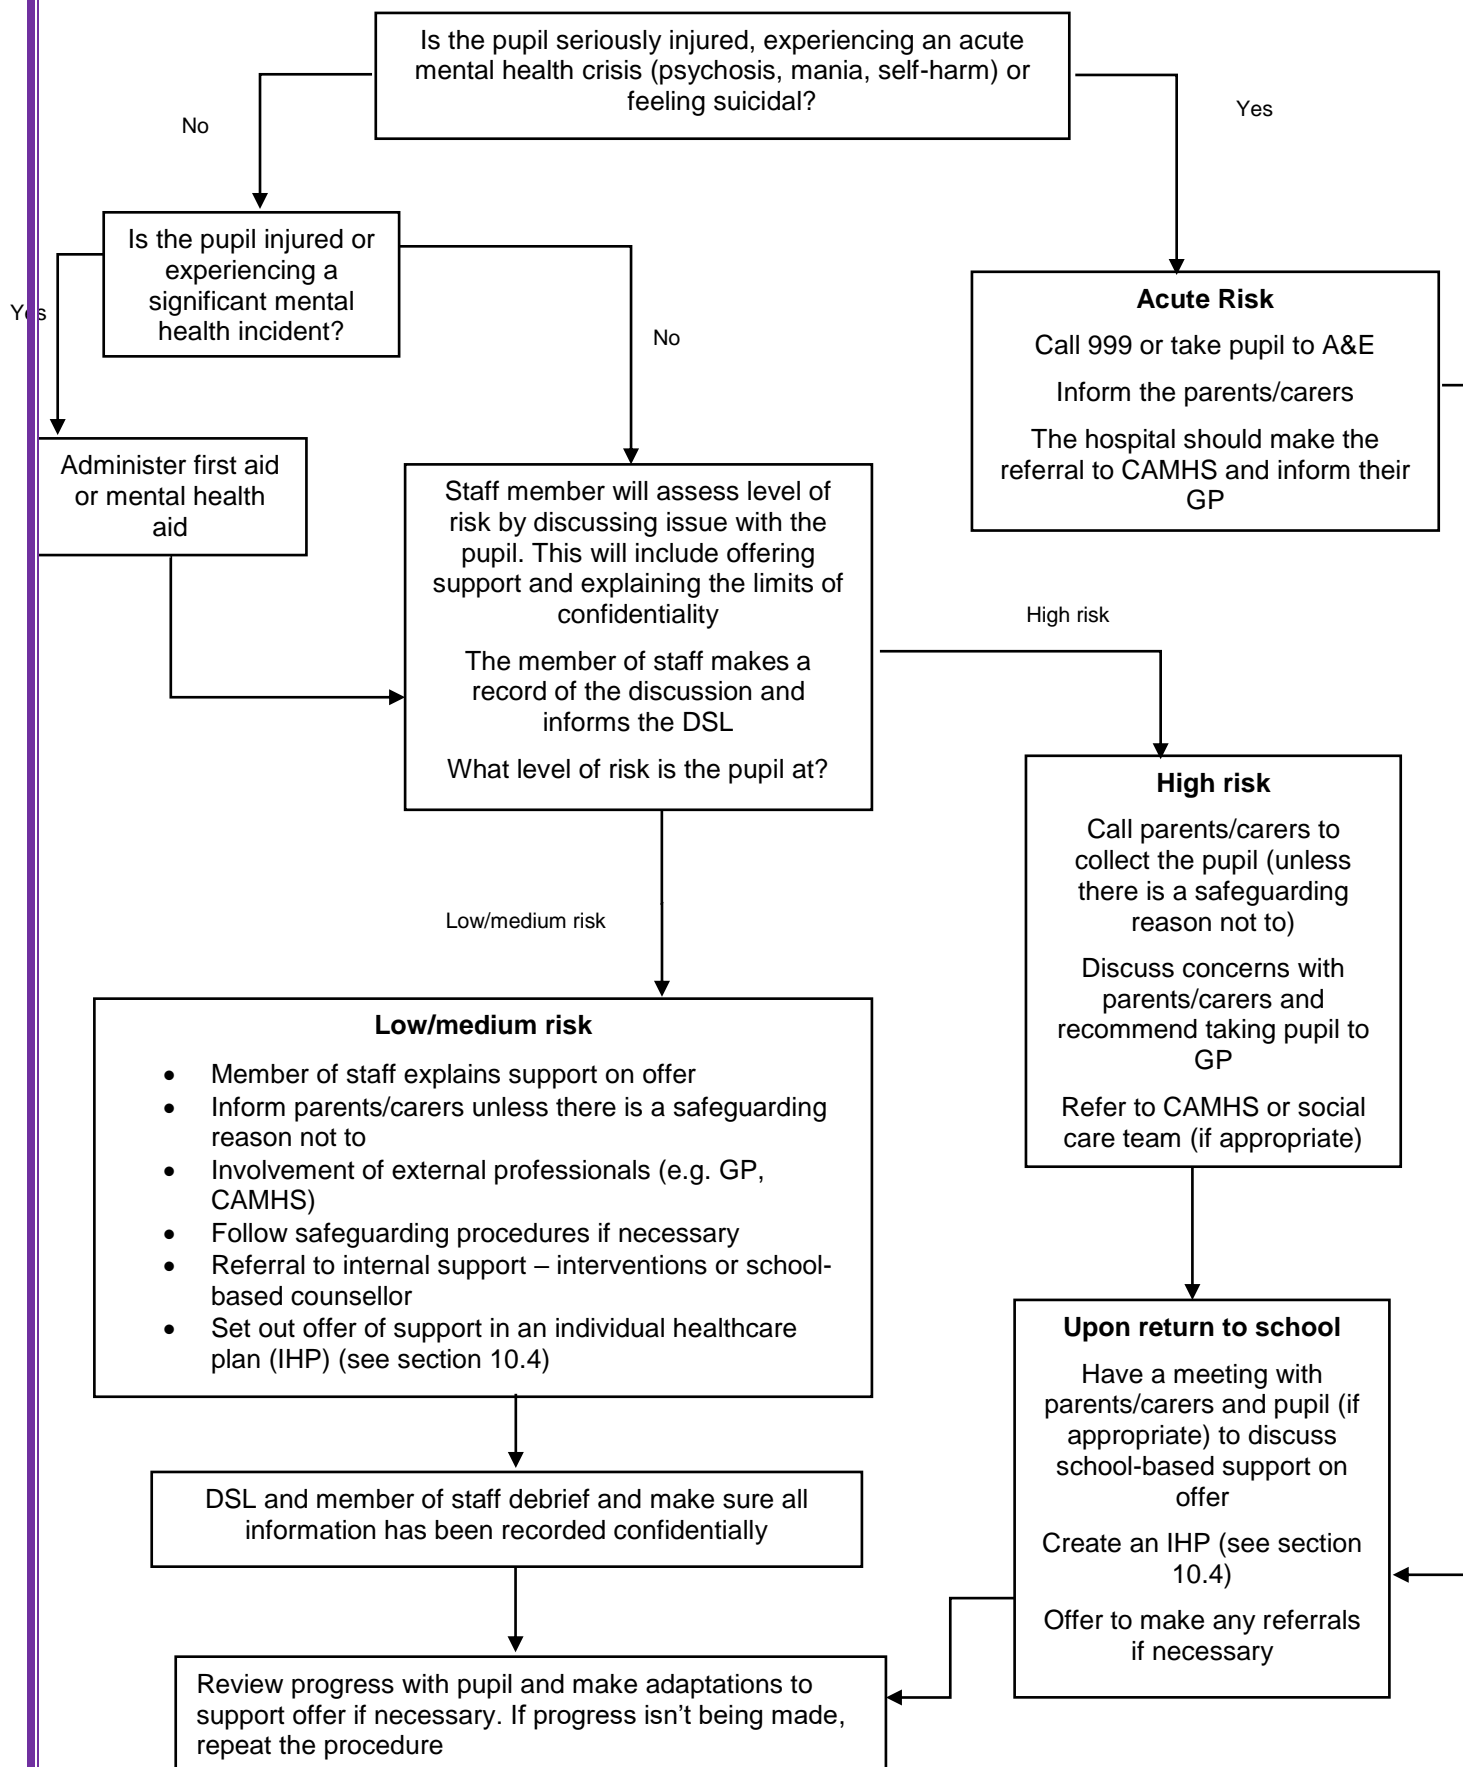 Is the pupil seriously injured, experiencing an acute
mental health crisis (psychosis, mania, self-harm) or
feeling suicidal?
No
Yes
Is the pupil injured or
experiencing a
significant mental
health incident?
Yes
No
Acute Risk
Call 999 or take pupil to A&E
Inform the parents/carers
The hospital should make the
referral to CAMHS and inform their
GP
Administer first aid
or mental health
aid
Staff member will assess level of
risk by discussing issue with the
pupil. This will include offering
support and explaining the limits of
confidentiality
The member of staff makes a
record of the discussion and
informs the DSL
What level of risk is the pupil at?
High risk
High risk
Call parents/carers to
collect the pupil (unless
there is a safeguarding
reason not to)
Discuss concerns with
parents/carers and
recommend taking pupil to
GP
Refer to CAMHS or social
care team (if appropriate)
Low/medium risk
Low/medium risk
• Member of staff explains support on offer
• Inform parents/carers unless there is a safeguarding
reason not to
• Involvement of external professionals (e.g. GP,
CAMHS)
• Follow safeguarding procedures if necessary
• Referral to internal support – interventions or school-
based counsellor
• Set out offer of support in an individual healthcare
plan (IHP) (see section 10.4)
Upon return to school
Have a meeting with
parents/carers and pupil (if
appropriate) to discuss
school-based support on
offer
Create an IHP (see section
10.4)
Offer to make any referrals
if necessary
DSL and member of staff debrief and make sure all
information has been recorded confidentially
Review progress with pupil and make adaptations to
support offer if necessary. If progress isn't being made,
repeat the procedure